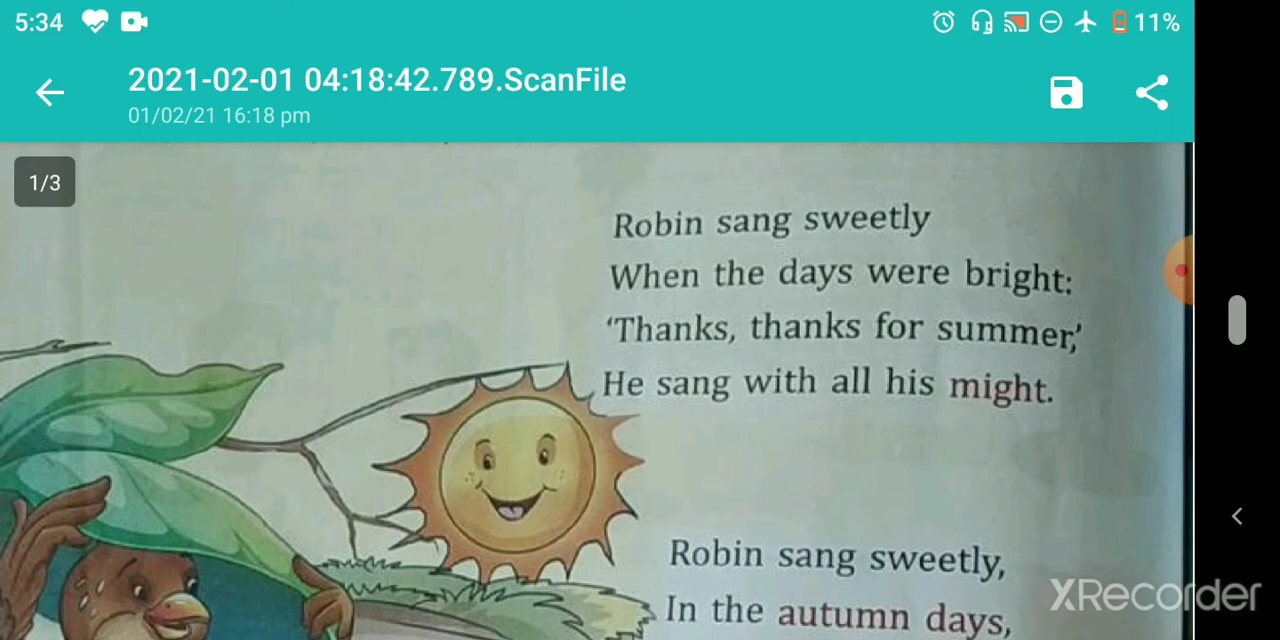 5:34
11%
2021-02-01 04:18:42.789.ScanFile
01/02/21 16:18 pm
1/3
Robin sang sweetly
When the days were bright:
‘Thanks, thanks for summer,’
He sang with all his might.
Robin sang sweetly,
In the autumn days,
XRecorder